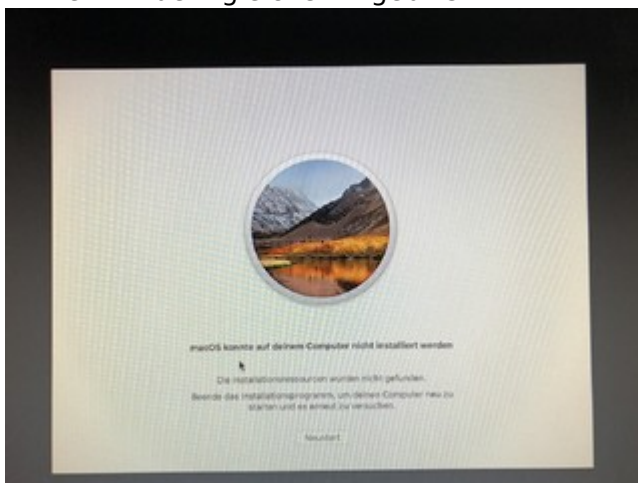 macOS konnte auf deinem Computer nicht installiert werden
Die Installationsressourcen wurden nicht gefunden.
Beende das Installationsprogramm, um deinen Computer neu zu
starten und es erneut zu versuchen.
Neustart